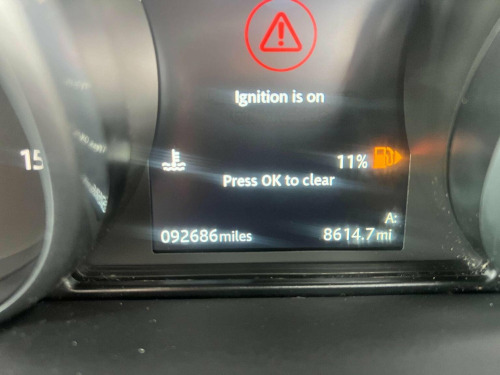 Ignition is on
15
11%
Press OK to clear
A:
092686miles 8614.7mi